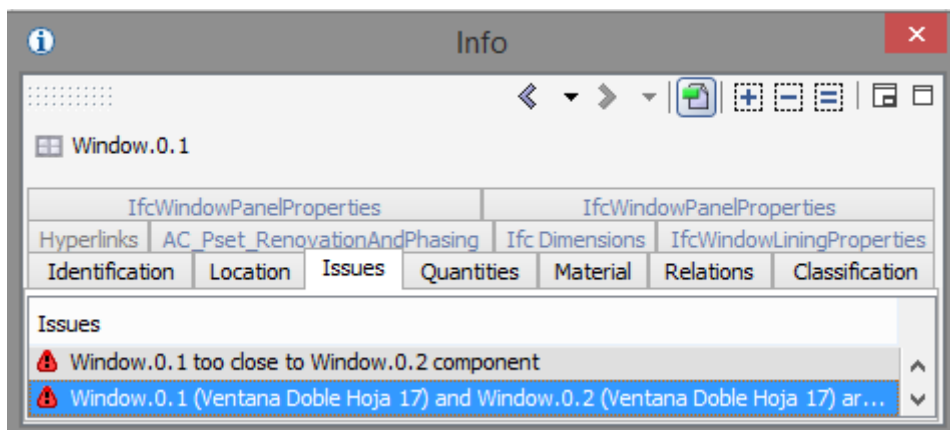 Info
Window.0.1
IfcWindowPanelProperties IfcWindowPanelProperties
Hyperlinks AC_Pset_RenovationAndPhasing Ifc Dimensions IfcWindowLiningProperties
Identification Location Issues Quantities Material Relations Classification
Issues
Window.0.1 too close to Window.0.2 component
Window.0.1 (Ventana Doble Hoja 17) and Window.0.2 (Ventana Doble Hoja 17) ar...